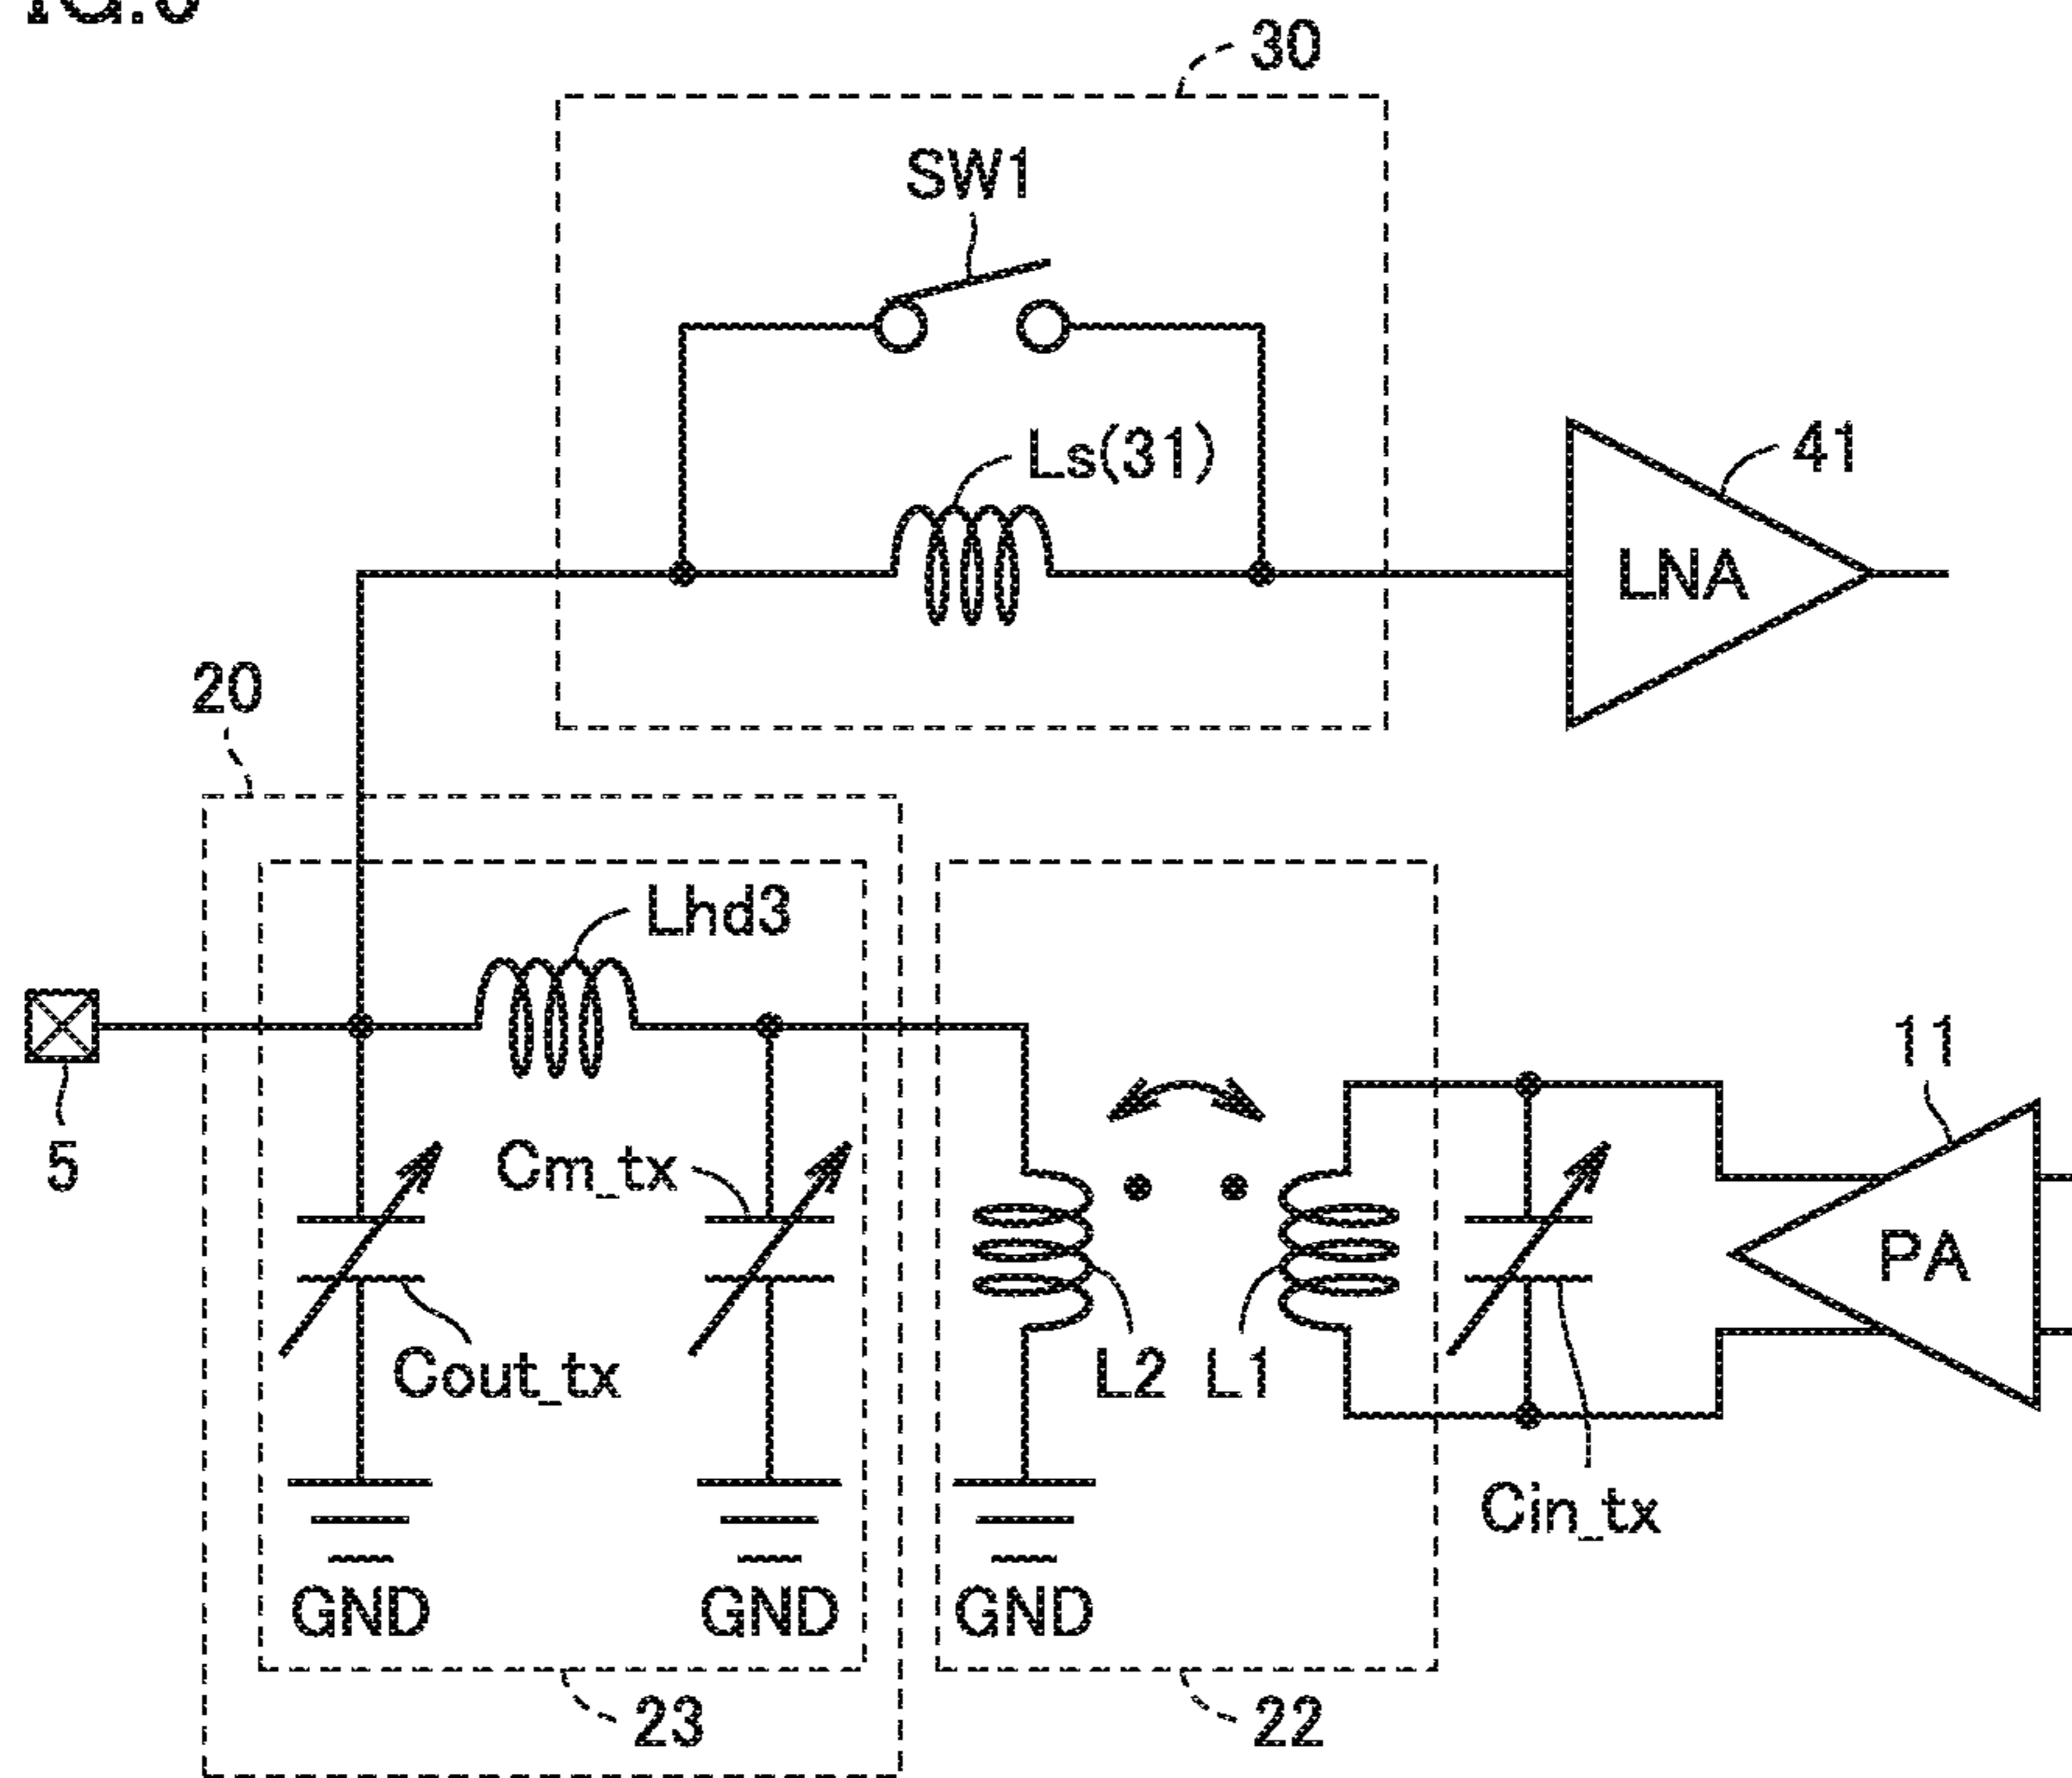 30
SW1
Ls(31)
41
LNA
20
Lhd3
11
5
Cm_tx
PA
Cout_tx
L2
L1
Cin_tx
GND
GND
GND
23
22